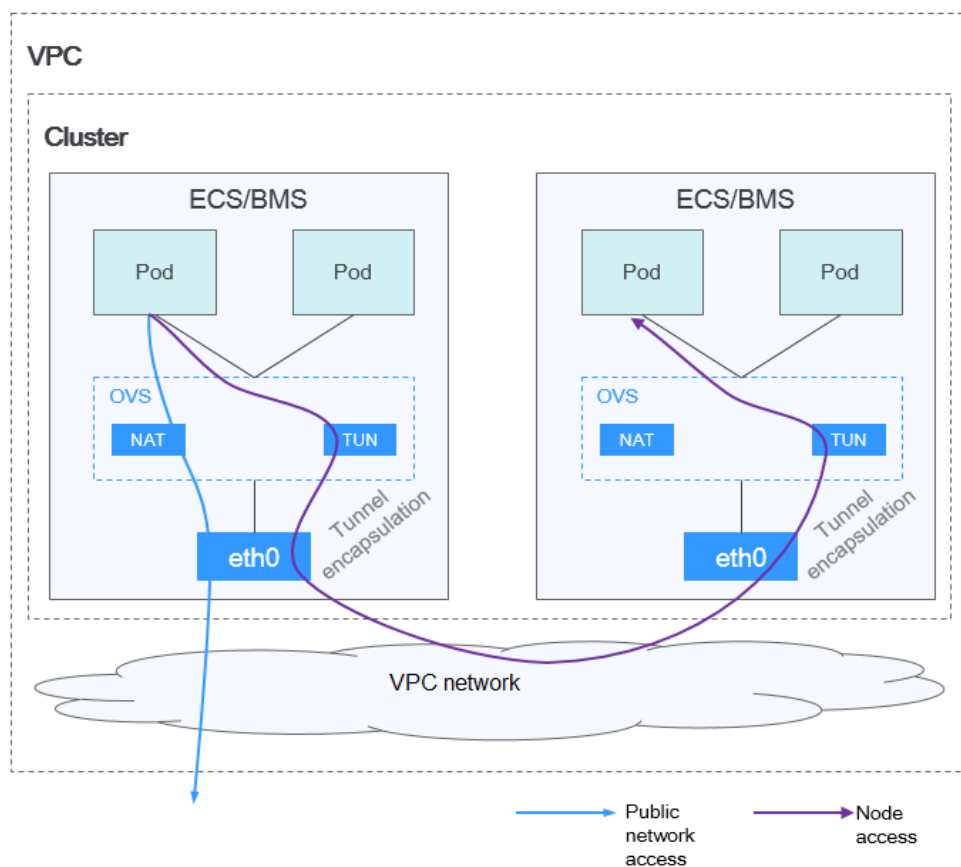 VPC
Cluster
ECS/BMS
Pod
Pod
OVS
NAT
TUN
Tunnel
encapsulation
eth0
ECS/BMS
Pod
Pod
OVS
NAT
TUN
Tunnel
encapsulation
eth0
VPC network
Public
network
access
Node
access